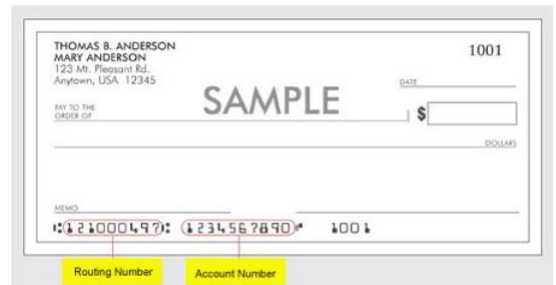 THOMAS B. ANDERSON
MARY ANDERSON
123 Mt. Pleasant Rd.
Anytown, USA 12345
1001
DATE
SAMPLE
PAY TO THE
ORDER OF
$
DOLLARS
MEMO
⑆121000497⑆ 1234567890⑈ 1001
Routing Number Account Number